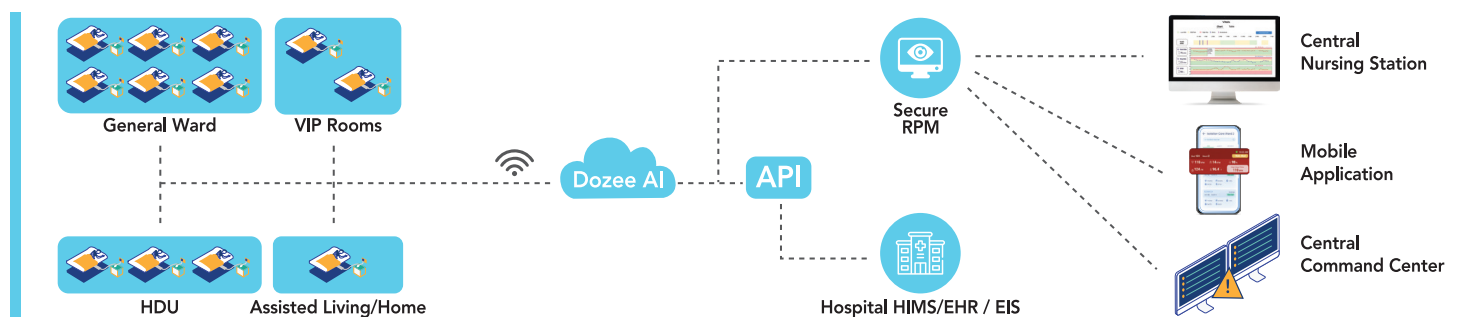 General Ward
VIP Rooms
HDU
Assisted Living/Home
Dozee AI
API
Secure
RPM
Hospital HIMS/EHR / EIS
Central
Nursing Station
Mobile
Application
Central
Command Center